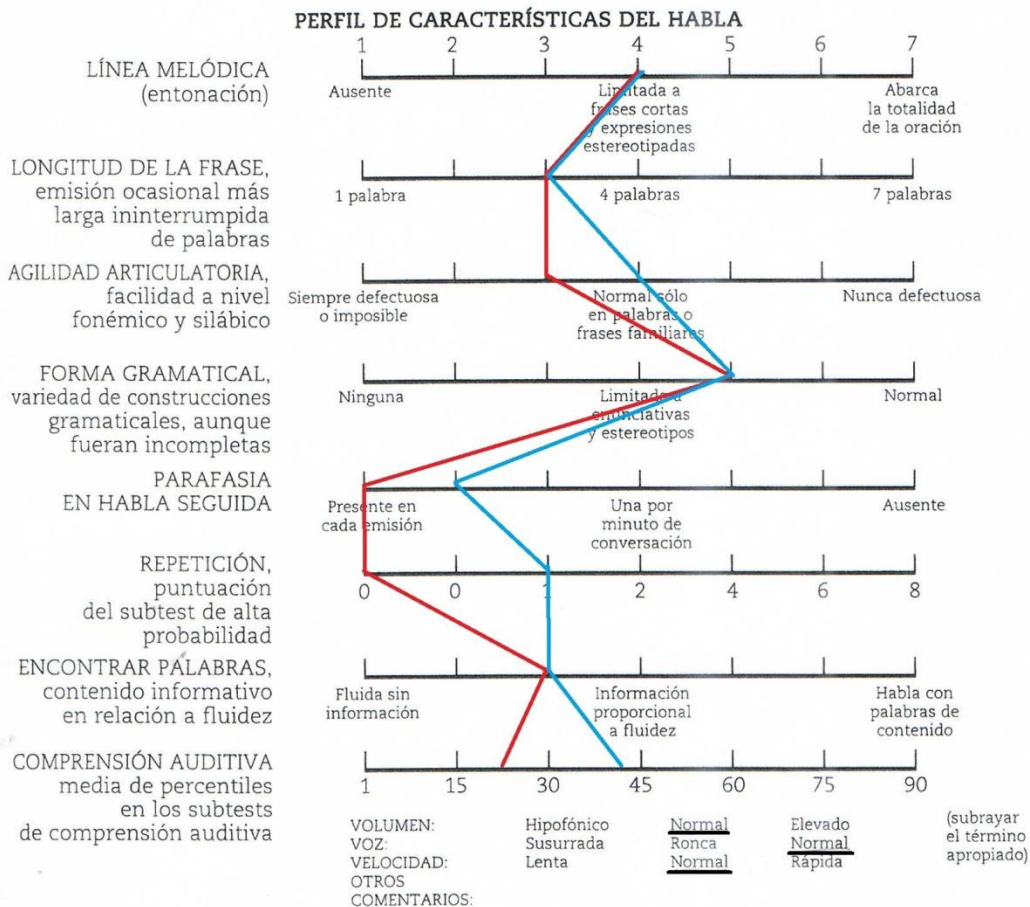 PERFIL DE CARACTERÍSTICAS DEL HABLA
1 2 3 4 5 6 7
LÍNEA MELÓDICA
(entonación)
Ausente
Limitada a
frases cortas
y expresiones
estereotipadas
Abarca
la totalidad
de la oración
LONGITUD DE LA FRASE,
emisión ocasional más
larga ininterrumpida
de palabras
1 palabra
4 palabras
7 palabras
AGILIDAD ARTICULATORIA,
facilidad a nivel
fonémico y silábico
Siempre defectuosa
o imposible
Normal sólo
en palabras o
frases familiares
Nunca defectuosa
FORMA GRAMATICAL,
variedad de construcciones
gramaticales, aunque
fueran incompletas
Ninguna
Limitada a
enunciativas
y estereotipos
Normal
PARAFASIA
EN HABLA SEGUIDA
Presente en
cada emisión
Una por
minuto de
conversación
Ausente
REPETICIÓN,
puntuación
del subtest de alta
probabilidad
0 0 1 2 4 6 8
ENCONTRAR PALABRAS,
contenido informativo
en relación a fluidez
Fluida sin
información
Información
proporcional
a fluidez
Habla con
palabras de
contenido
COMPRENSIÓN AUDITIVA
media de percentiles
en los subtests
de comprensión auditiva
1 15 30 45 60 75 90
VOLUMEN: Hipofónico Normal Elevado
VOZ: Susurrada Ronca Normal
VELOCIDAD: Lenta Normal Rápida
OTROS
COMENTARIOS:
(subrayar
el término
apropiado)